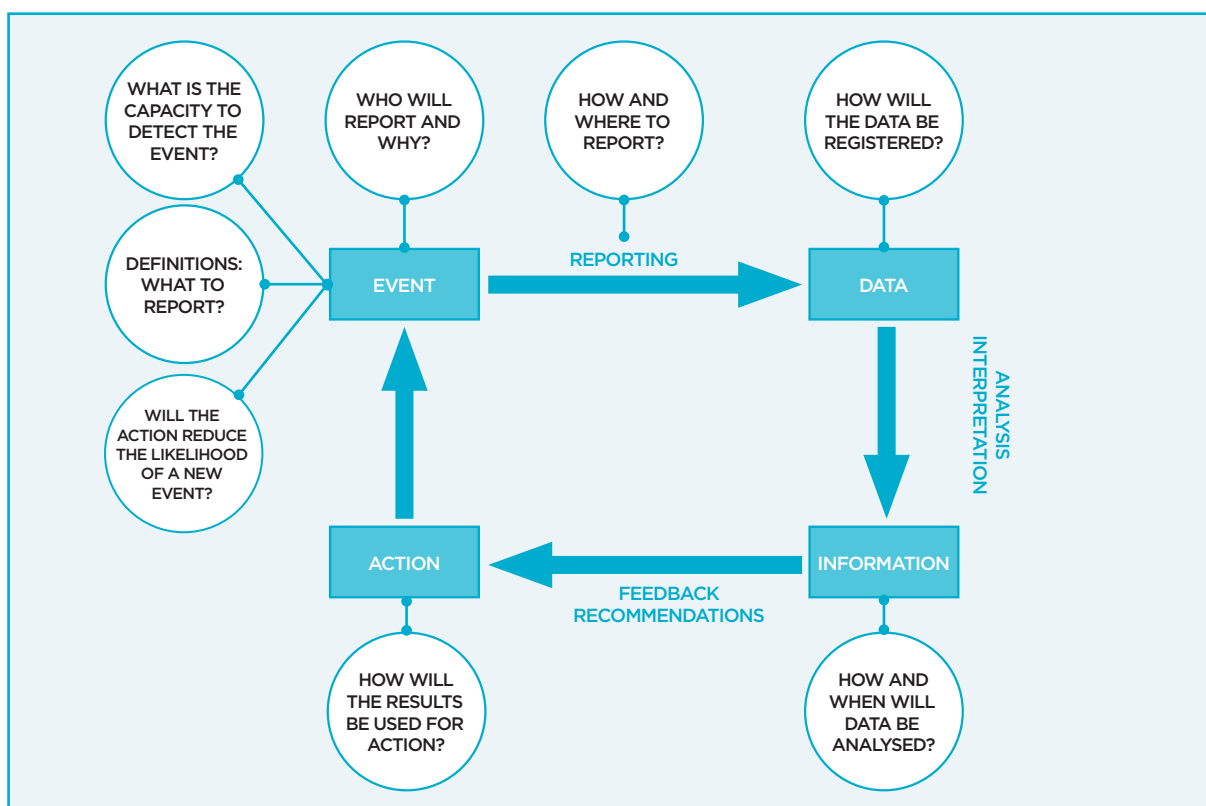 WHAT IS THE
CAPACITY TO
DETECT THE
EVENT?
WHO WILL
REPORT AND
WHY?
HOW AND
WHERE TO
REPORT?
HOW WILL
THE DATA BE
REGISTERED?
DEFINITIONS:
WHAT TO
REPORT?
EVENT
REPORTING
DATA
ANALYSIS
INTERPRETATION
WILL THE
ACTION REDUCE
THE LIKELIHOOD
OF A NEW
EVENT?
ACTION
FEEDBACK
RECOMMENDATIONS
INFORMATION
HOW WILL
THE RESULTS
BE USED FOR
ACTION?
HOW AND
WHEN WILL
DATA BE
ANALYSED?